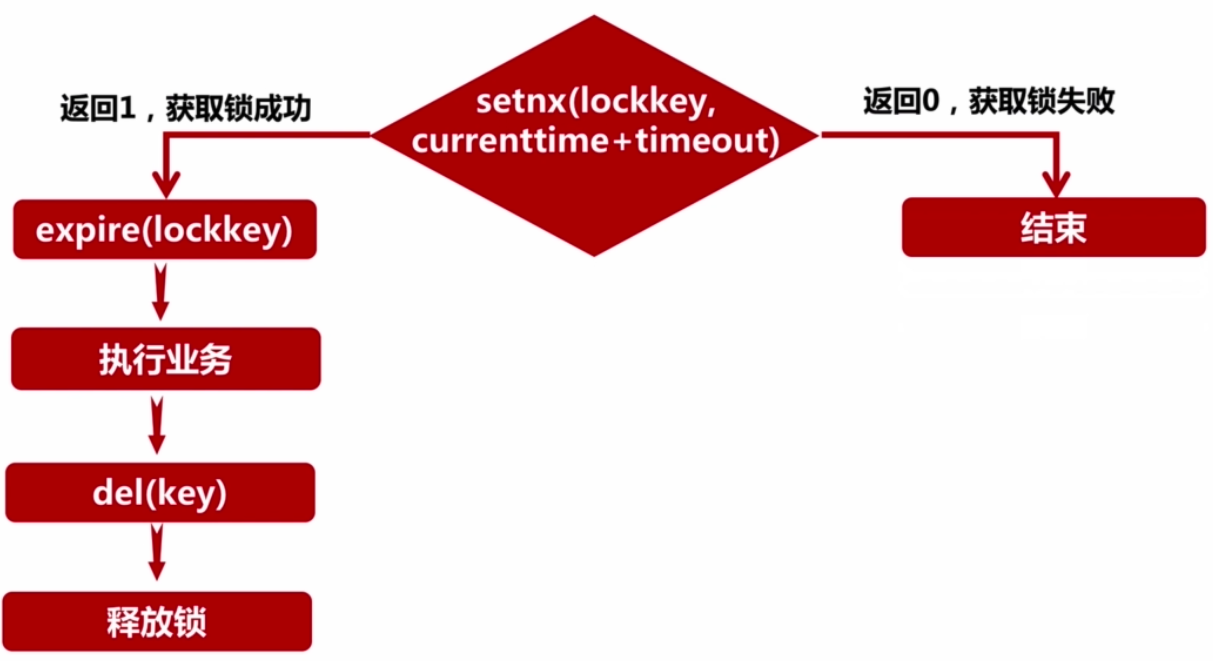 setnx(lockkey,
currenttime+timeout)
返回1，获取锁成功
返回0，获取锁失败
expire(lockkey)
结束
执行业务
del(key)
释放锁